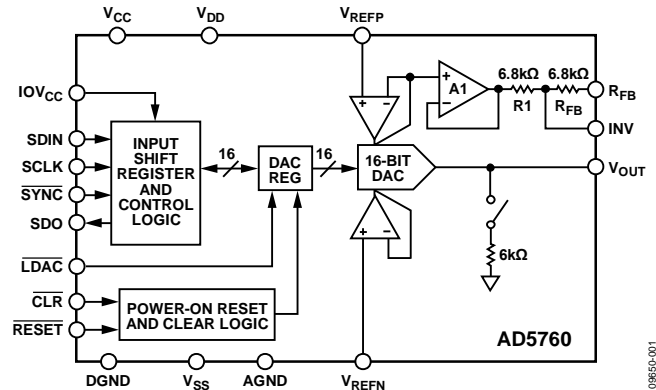 VCC
VDD
VREFP
IOVCC
SDIN
SCLK
SYNC
SDO
LDAC
CLR
RESET
INPUT
SHIFT
REGISTER
AND
CONTROL
LOGIC
16
DAC
REG
16
16-BIT
DAC
+
−
+
−
A1
+
−
6.8kΩ
R1
6.8kΩ
RFB
RFB
INV
VOUT
6kΩ
POWER-ON RESET
AND CLEAR LOGIC
AD5760
DGND
VSS
AGND
VREFN
09650-001